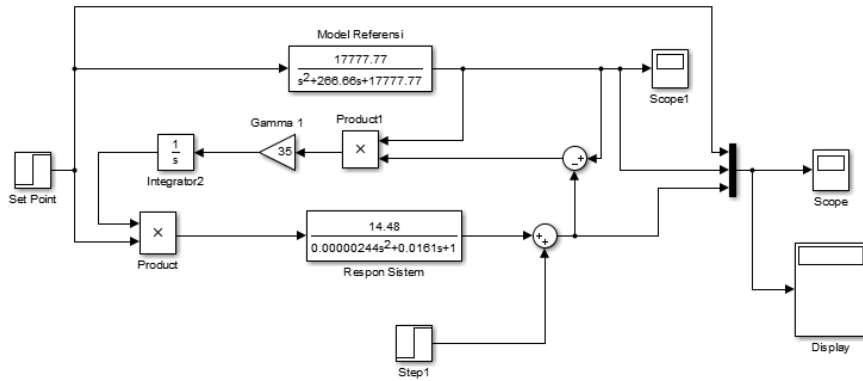 Model Referensi
17777.77
s²+266.66s+17777.77
Scope1
Gamma 1
Product1
35
×
1
s
Integrator2
Set Point
×
Product
14.48
0.00000244s²+0.0161s+1
Respon Sistem
Scope
Step1
Display